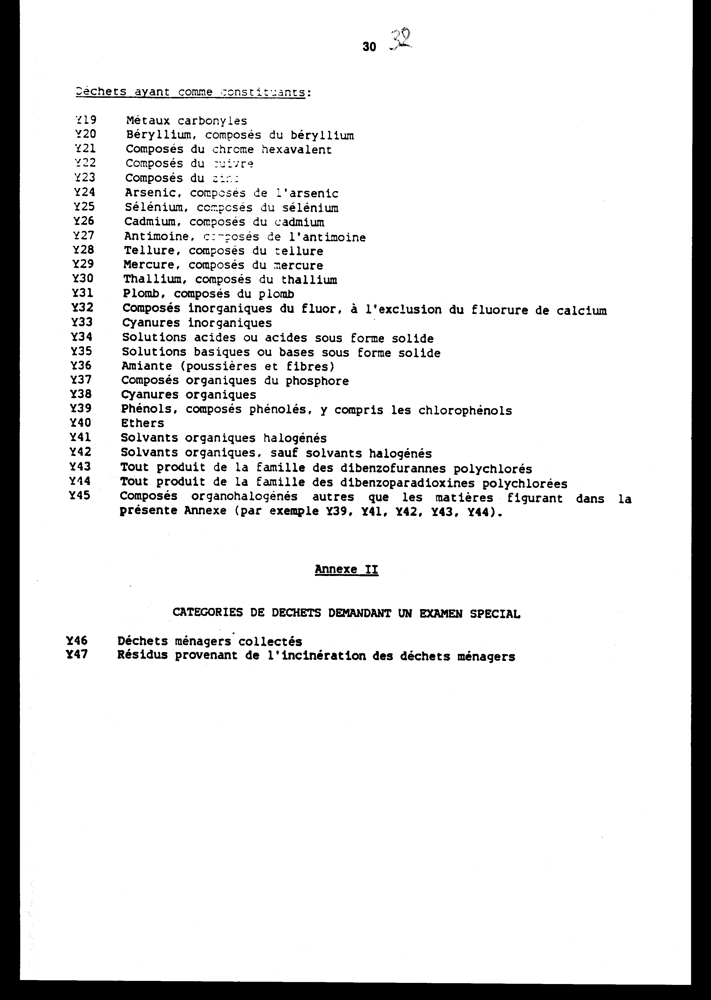 30 32
Déchets ayant comme constituants:
Y19 Métaux carbonyles
Y20 Béryllium, composés du béryllium
Y21 Composés du chrome hexavalent
Y22 Composés du cuivre
Y23 Composés du zinc
Y24 Arsenic, composés de l'arsenic
Y25 Sélénium, composés du sélénium
Y26 Cadmium, composés du cadmium
Y27 Antimoine, composés de l'antimoine
Y28 Tellure, composés du tellure
Y29 Mercure, composés du mercure
Y30 Thallium, composés du thallium
Y31 Plomb, composés du plomb
Y32 Composés inorganiques du fluor, à l'exclusion du fluorure de calcium
Y33 Cyanures inorganiques
Y34 Solutions acides ou acides sous forme solide
Y35 Solutions basiques ou bases sous forme solide
Y36 Amiante (poussières et fibres)
Y37 Composés organiques du phosphore
Y38 Cyanures organiques
Y39 Phénols, composés phénolés, y compris les chlorophénols
Y40 Ethers
Y41 Solvants organiques halogénés
Y42 Solvants organiques, sauf solvants halogénés
Y43 Tout produit de la famille des dibenzofurannes polychlorés
Y44 Tout produit de la famille des dibenzoparadioxines polychlorées
Y45 Composés organohalogénés autres que les matières figurant dans la
présente Annexe (par exemple Y39, Y41, Y42, Y43, Y44).
Annexe II
CATEGORIES DE DECHETS DEMANDANT UN EXAMEN SPECIAL
Y46 Déchets ménagers collectés
Y47 Résidus provenant de l'incinération des déchets ménagers